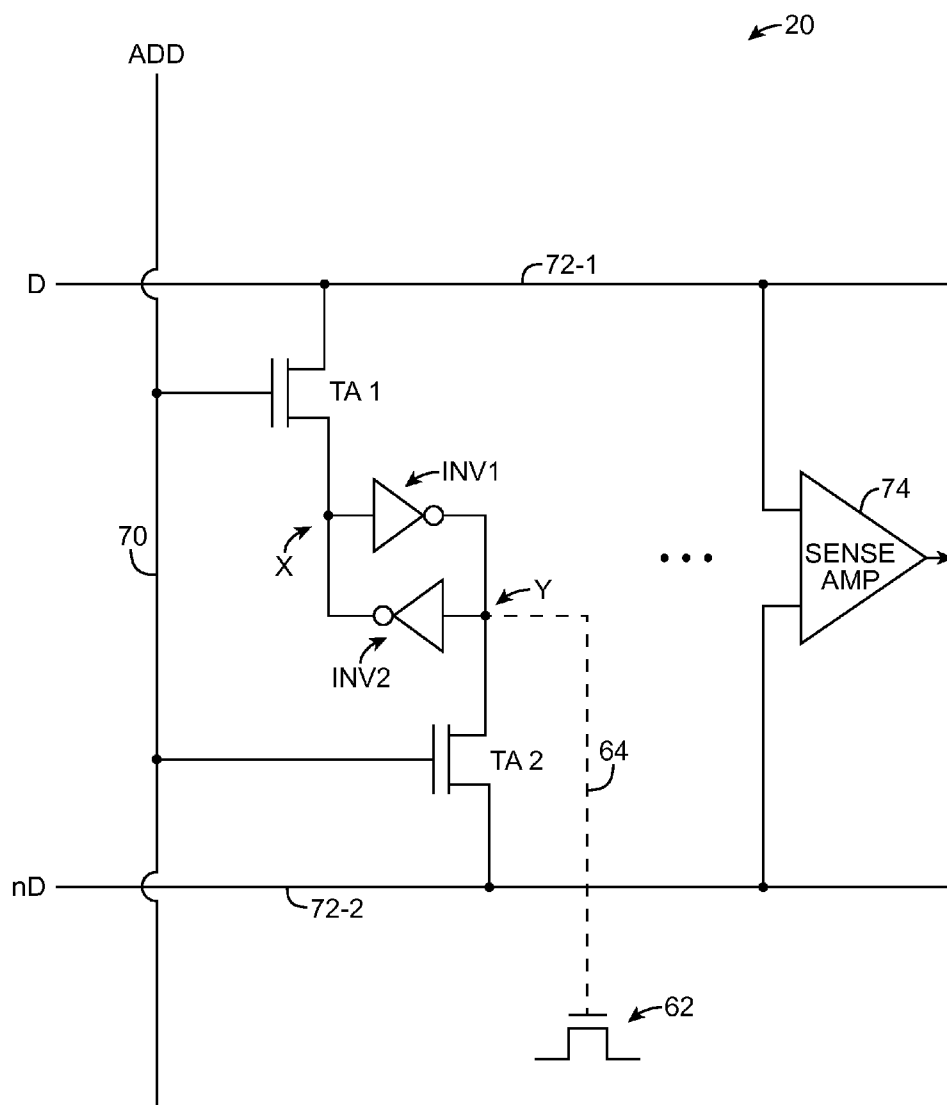 20
ADD
D
72-1
TA 1
INV1
74
70
X
SENSE
AMP
Y
INV2
TA 2
64
nD
72-2
62